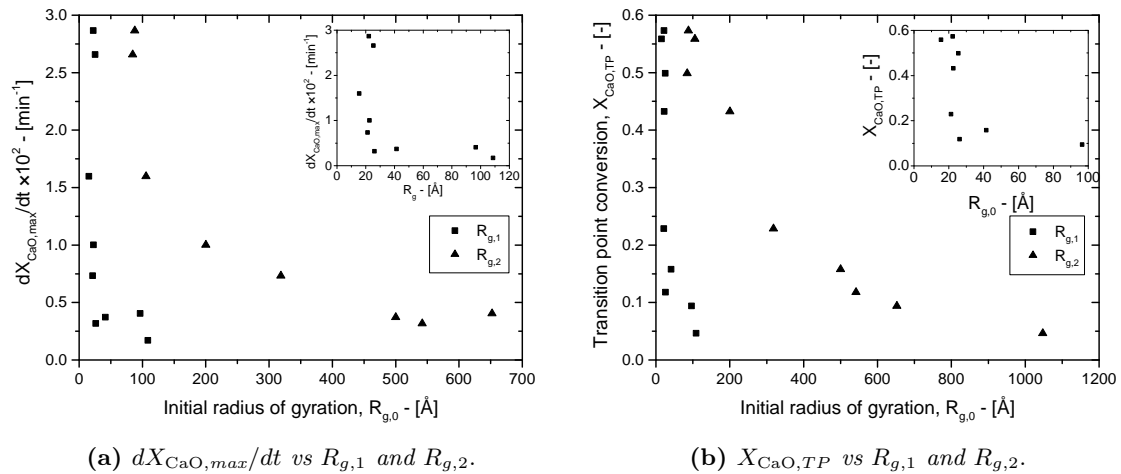 3.0
2.5
2.0
1.5
1.0
0.5
0.0
0 100 200 300 400 500 600 700
dX_CaO,max/dt ×10² - [min⁻¹]
Initial radius of gyration, R_g,0 - [Å]
R_g,1
R_g,2
3
2
1
0
0 20 40 60 80 100 120
dX_CaO,max/dt ×10² - [min⁻¹]
R_g - [Å]
(a) dX_CaO,max/dt vs R_g,1 and R_g,2.
0.6
0.5
0.4
0.3
0.2
0.1
0.0
0 200 400 600 800 1000 1200
Transition point conversion, X_CaO,TP - [-]
Initial radius of gyration, R_g,0 - [Å]
R_g,1
R_g,2
0.6
0.4
0.2
0.0
0 20 40 60 80 100
X_CaO,TP - [-]
R_g,0 - [Å]
(b) X_CaO,TP vs R_g,1 and R_g,2.